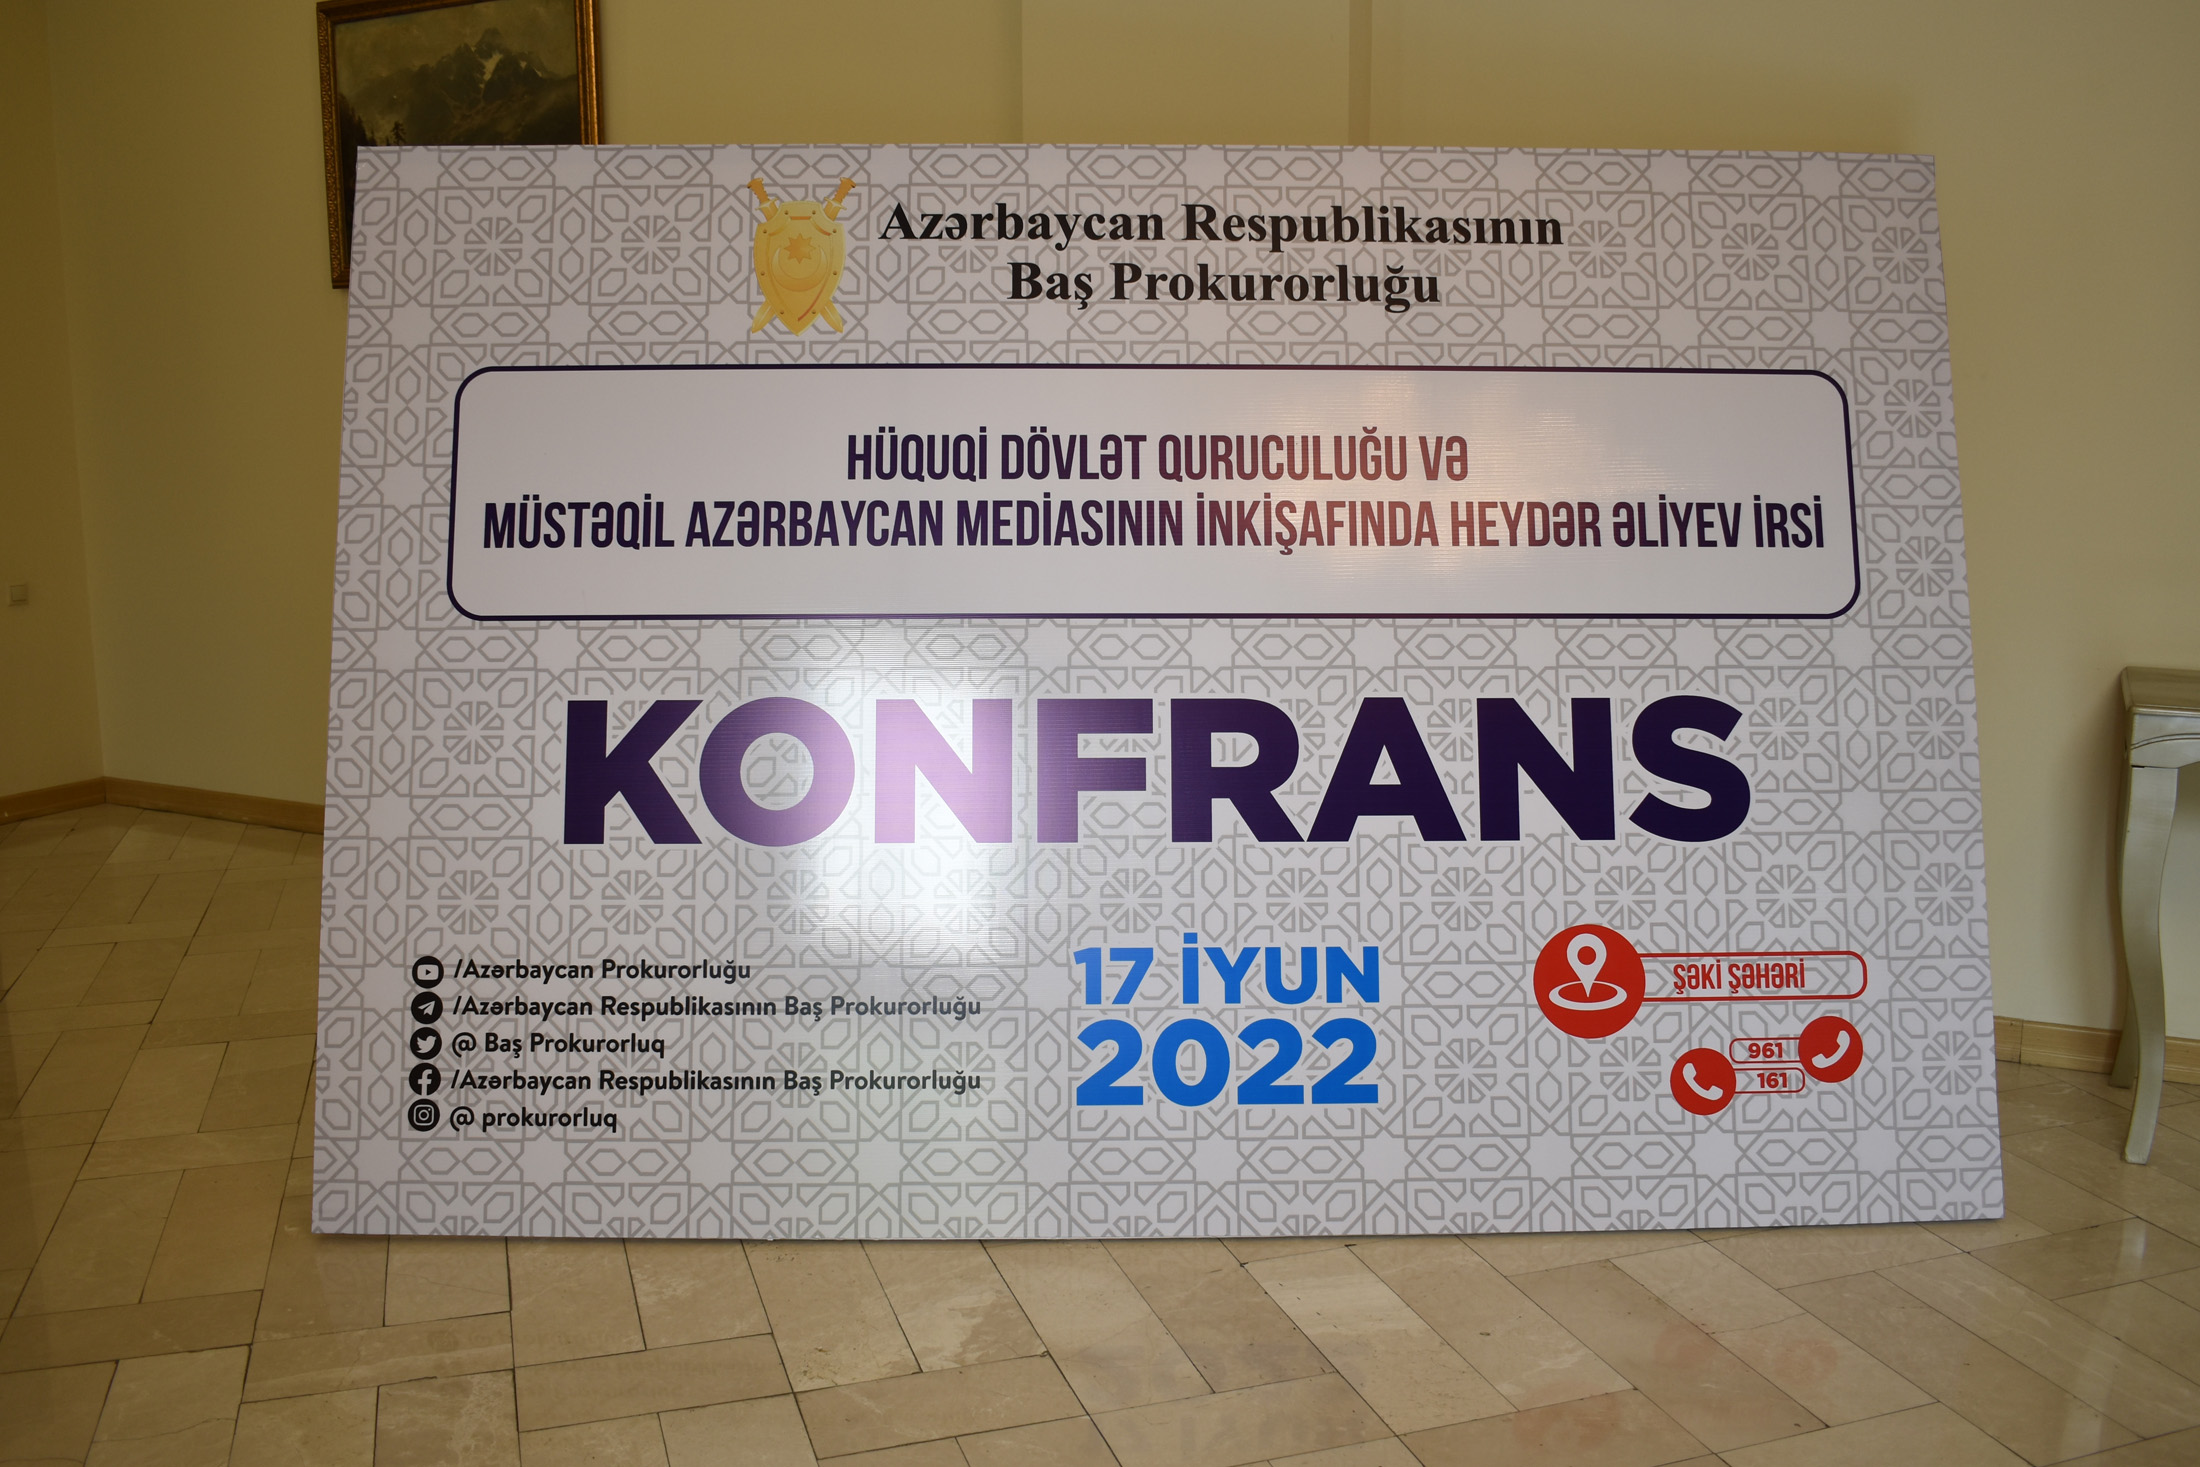 Azərbaycan Respublikasının
Baş Prokurorluğu
HÜQUQİ DÖVLƏT QURUCULUĞU VƏ
MÜSTƏQİL AZƏRBAYCAN MEDİASININ İNKİŞAFINDA HEYDƏR ƏLİYEV İRSİ
KONFRANS
/Azərbaycan Prokurorluğu
/Azərbaycan Respublikasının Baş Prokurorluğu
@ Baş Prokurorluq
/Azərbaycan Respublikasının Baş Prokurorluğu
@ prokurorluq
17 İYUN
2022
ŞƏKİ ŞƏHƏRİ
961
161